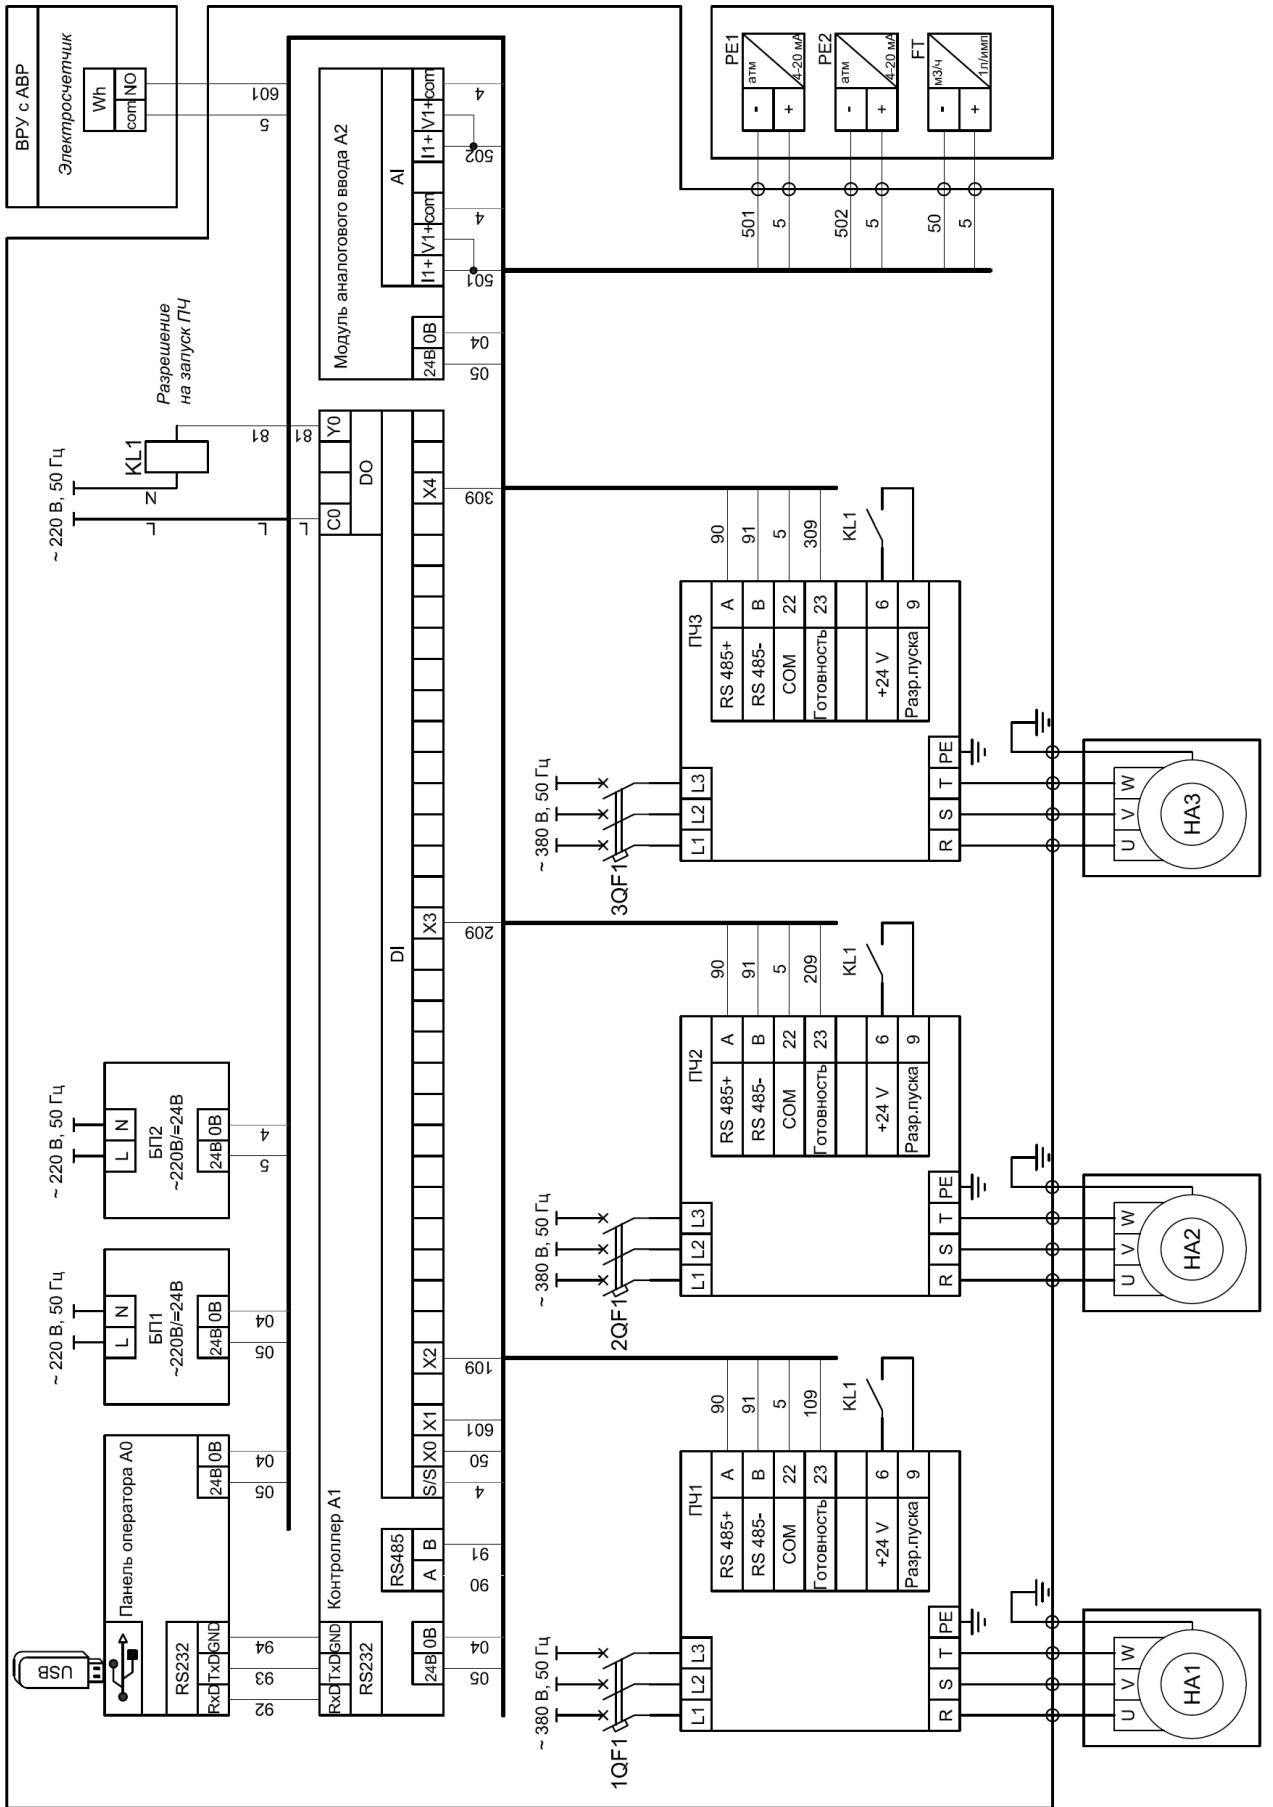 USB
Панель оператора А0
RS232
RxD TxD GND
24В 0В
92 93 94
05 04
~ 220 В, 50 Гц
L N
БП1
~220В/=24В
24В 0В
05 04
~ 220 В, 50 Гц
L N
БП2
~220В/=24В
24В 0В
5 4
~ 220 В, 50 Гц
L N
L
L
KL1
Разрешение
на запуск ПЧ
81
81
ВРУ с АВР
Электросчетчик
Wh
com NO
5 601
Контроллер А1
RxD TxD GND
RS232
24В 0В
05 04
RS485
A B
90 91
C0 Y0
DO
DI
S/S X0 X1 X2 X3 X4
4 50 601 109 209 309
Модуль аналогового ввода А2
AI
24В 0В
05 04
I1+ V1+ com
501 4
I1+ V1+ com
502 4
~ 380 В, 50 Гц
1QF1
L1 L2 L3
ПЧ1
RS 485+ A 90
RS 485- B 91
COM 22 5
Готовность 23 109
+24 V 6 KL1
Разр.пуска 9
R S T PE
U V W
НА1
~ 380 В, 50 Гц
2QF1
L1 L2 L3
ПЧ2
RS 485+ A 90
RS 485- B 91
COM 22 5
Готовность 23 209
+24 V 6 KL1
Разр.пуска 9
R S T PE
U V W
НА2
~ 380 В, 50 Гц
3QF1
L1 L2 L3
ПЧ3
RS 485+ A 90
RS 485- B 91
COM 22 5
Готовность 23 309
+24 V 6 KL1
Разр.пуска 9
R S T PE
U V W
НА3
PE1
атм
4-20 мА
501 -
5 +
PE2
атм
4-20 мА
502 -
5 +
FT
м3/ч
1л/имп
50 -
5 +